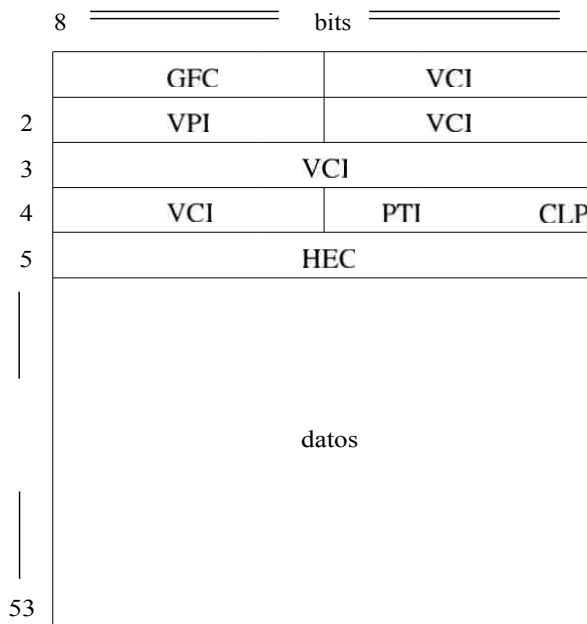 8 bits
GFC VCI
2 VPI VCI
3 VCI
4 VCI PTI CLP
5 HEC
datos
53